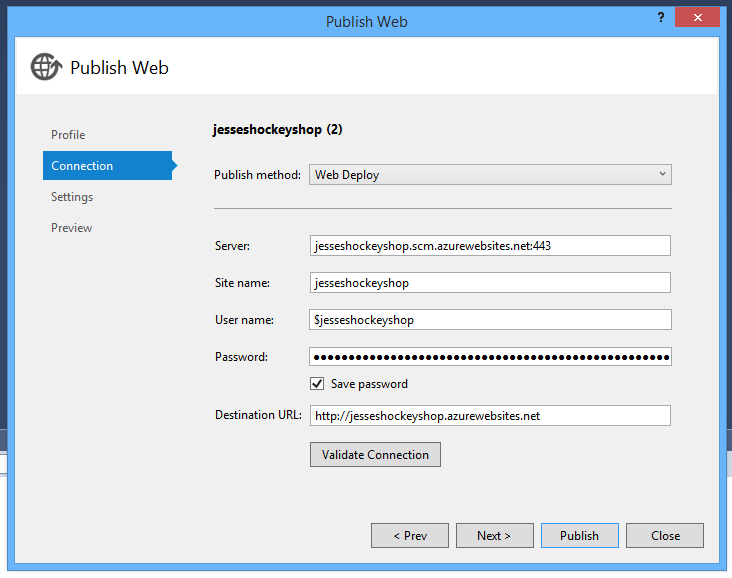 Publish Web
?
Publish Web
jesseshockeyshop (2)
Profile
Connection
Settings
Preview
Publish method: Web Deploy
Server: jesseshockeyshop.scm.azurewebsites.net:443
Site name: jesseshockeyshop
User name: $jesseshockeyshop
Password:
Save password
Destination URL: http://jesseshockeyshop.azurewebsites.net
Validate Connection
< Prev Next > Publish Close